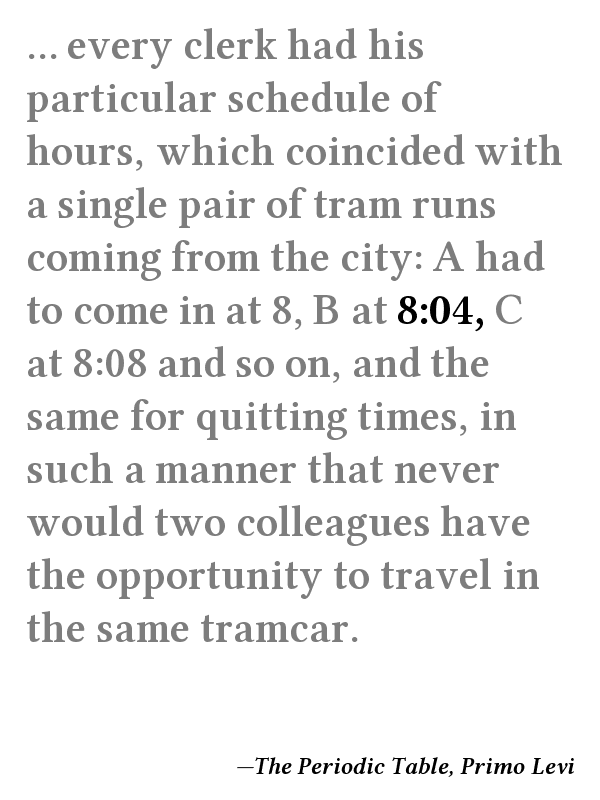 ... every clerk had his
particular schedule of
hours, which coincided with
a single pair of tram runs
coming from the city: A had
to come in at 8, B at 8:04, C
at 8:08 and so on, and the
same for quitting times, in
such a manner that never
would two colleagues have
the opportunity to travel in
the same tramcar.
—The Periodic Table, Primo Levi